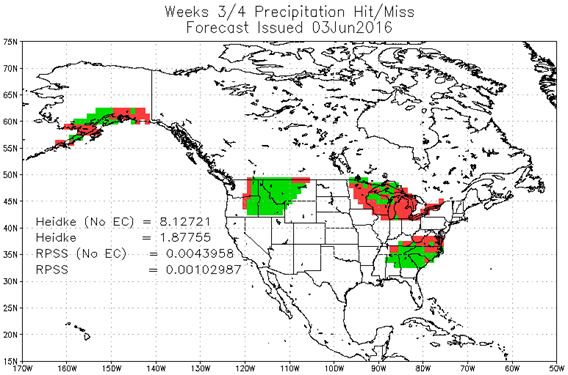 Weeks 3/4 Precipitation Hit/Miss
Forecast Issued 03Jun2016
75N
70N
65N
60N
55N
50N
45N
40N
35N
30N
25N
20N
15N
Heidke (No EC) = 8.12721
Heidke = 1.87755
RPSS (No EC) = 0.0043958
RPSS = 0.00102987
170W 160W 150W 140W 130W 120W 110W 100W 90W 80W 70W 60W 50W